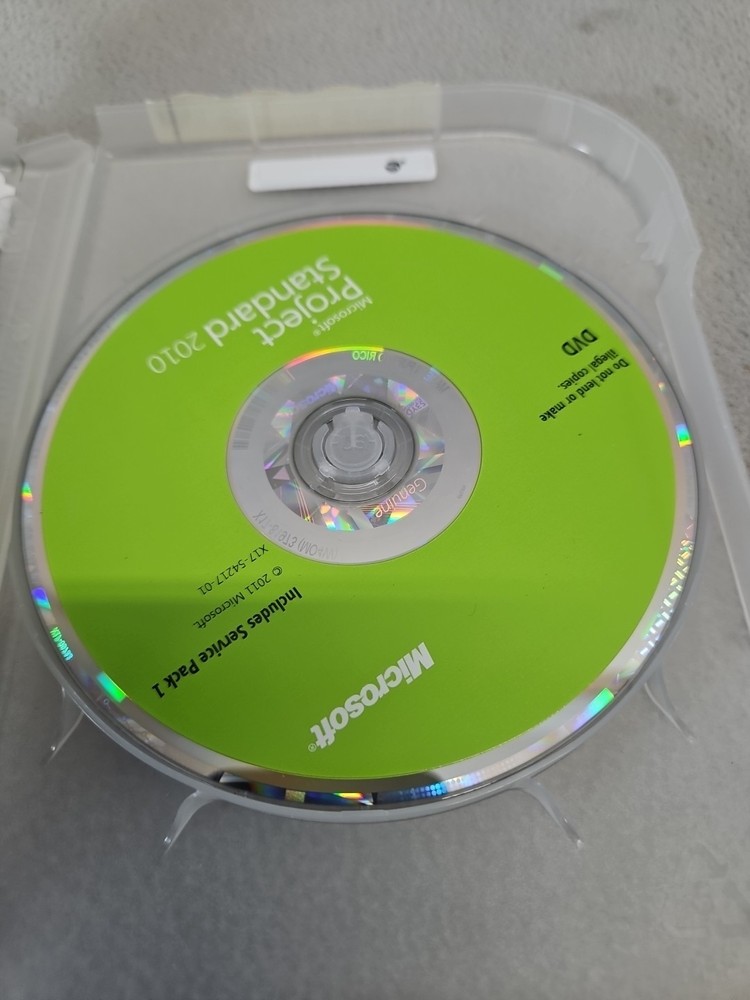 Microsoft®
Project
Standard 2010
DVD
Do not lend or make
illegal copies.
Includes Service Pack 1
© 2011 Microsoft.
X17-54217-01
Microsoft®
Genuine
RICO